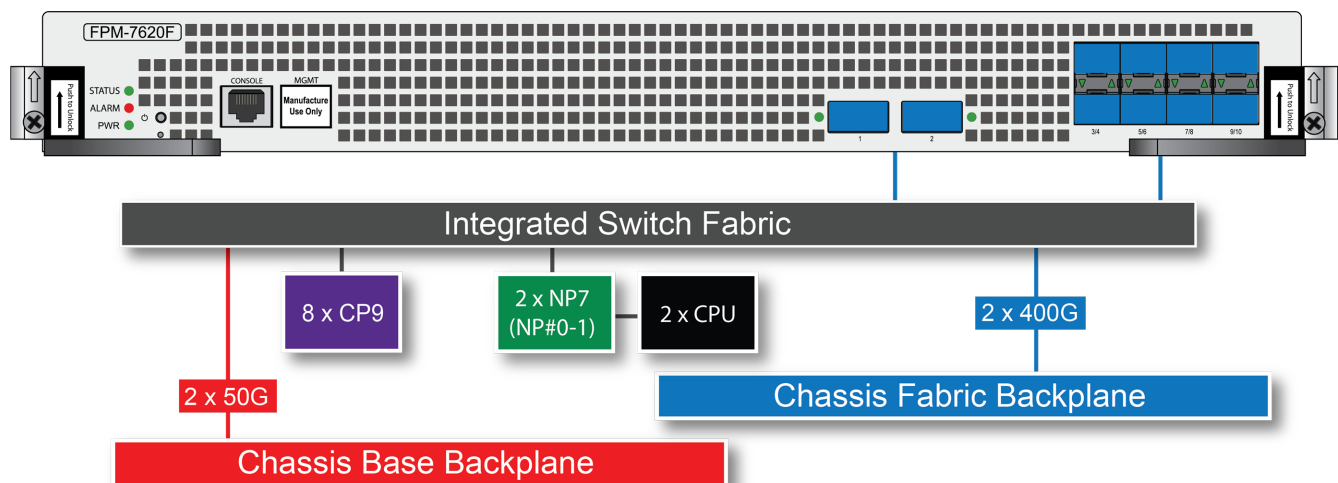 FPM-7620F
STATUS
ALARM
PWR
Push to Unlock
CONSOLE
MGMT
Manufacture
Use Only
1
2
3/4
5/6
7/8
9/10
Push to Unlock
Integrated Switch Fabric
8 x CP9
2 x NP7
(NP#0-1)
2 x CPU
2 x 400G
2 x 50G
Chassis Fabric Backplane
Chassis Base Backplane